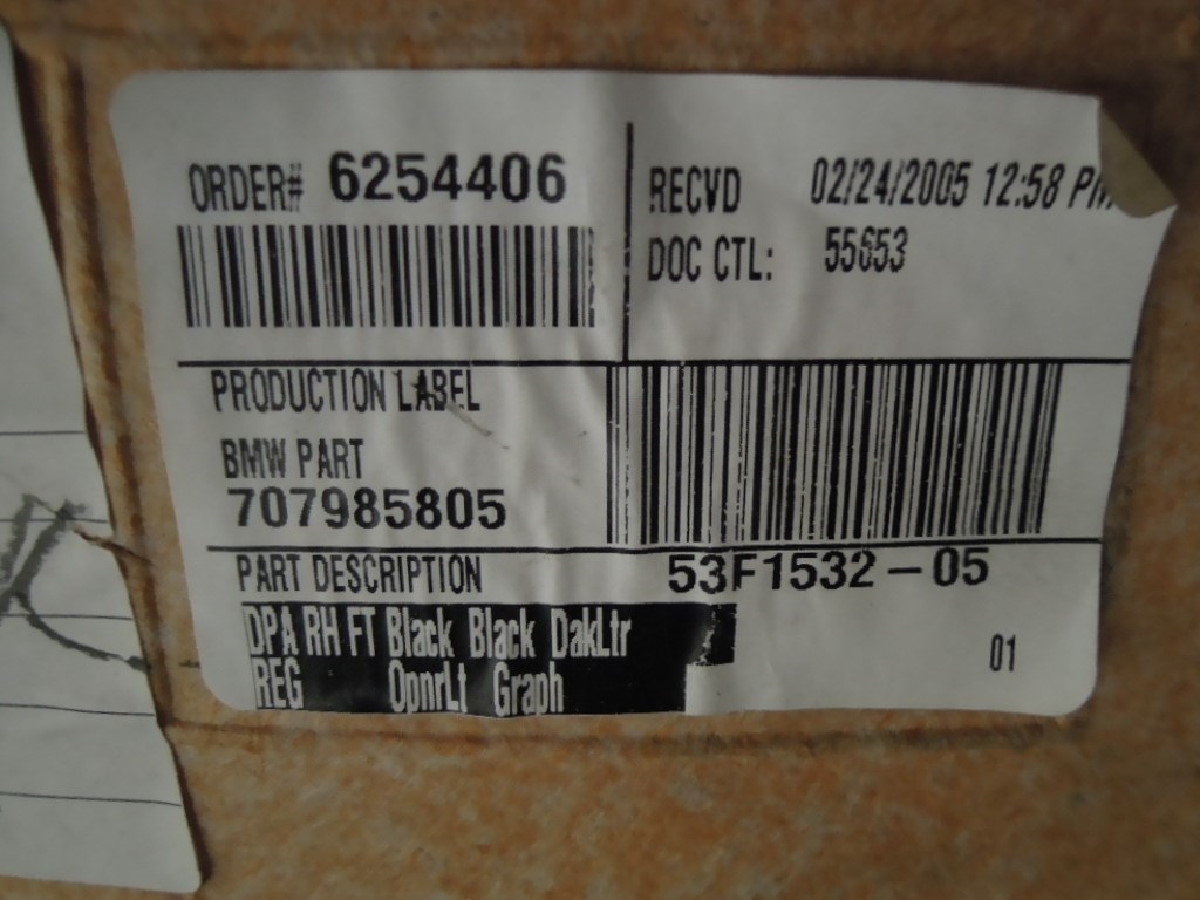 ORDER# 6254406
RECVD 02/24/2005 12:58 PM
DOC CTL: 55653
PRODUCTION LABEL
BMW PART
707985805
PART DESCRIPTION 53F1532-05
DPA RH FT Black Black DakLtr
REG OpnrLt Graph
01